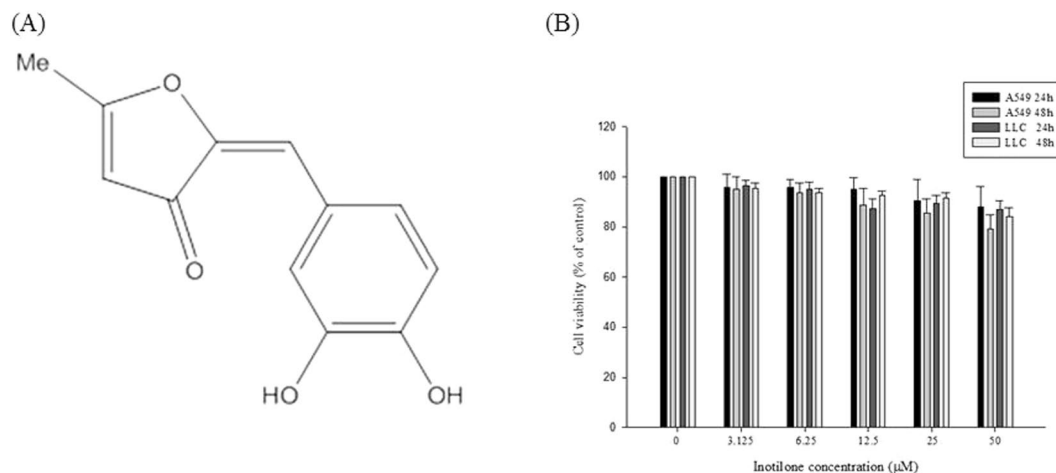 (A)
Me
O
O
HO
OH
(B)
A549 24h
A549 48h
LLC 24h
LLC 48h
120
100
80
60
40
20
0
Cell viability (% of control)
0 3.125 6.25 12.5 25 50
Inotilone concentration (μM)